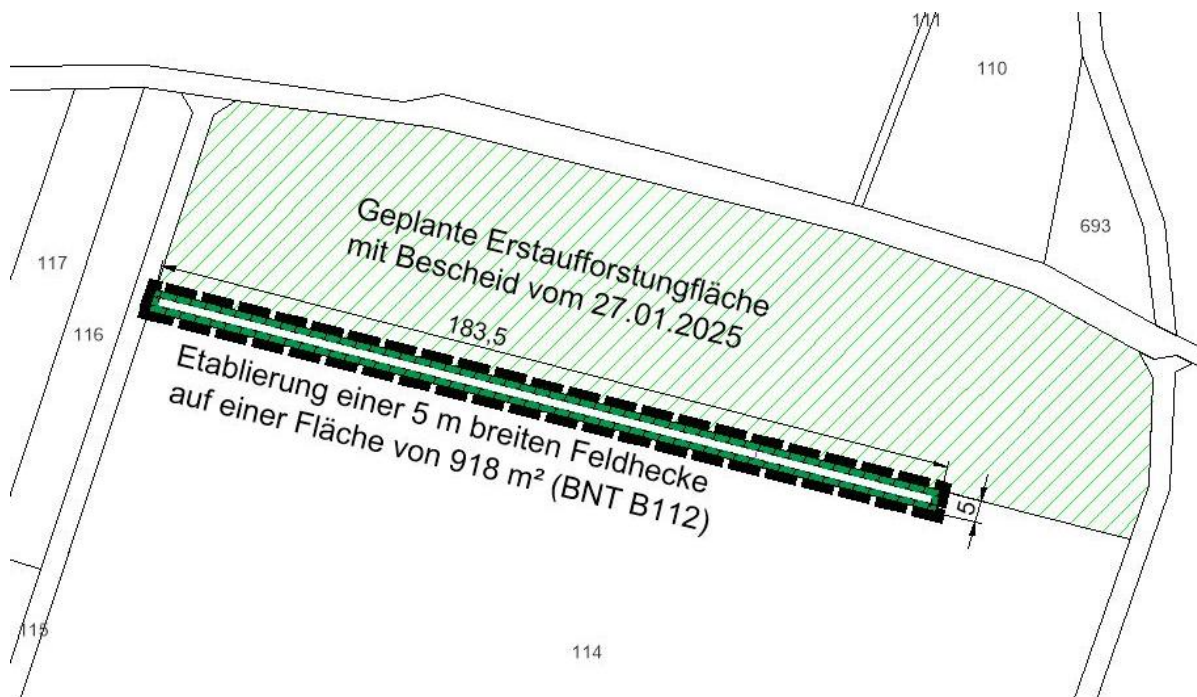 111
110
693
117
116
Geplante Erstaufforstungfläche
mit Bescheid vom 27.01.2025
183,5
Etablierung einer 5 m breiten Feldhecke
auf einer Fläche von 918 m² (BNT B112)
5
115
114